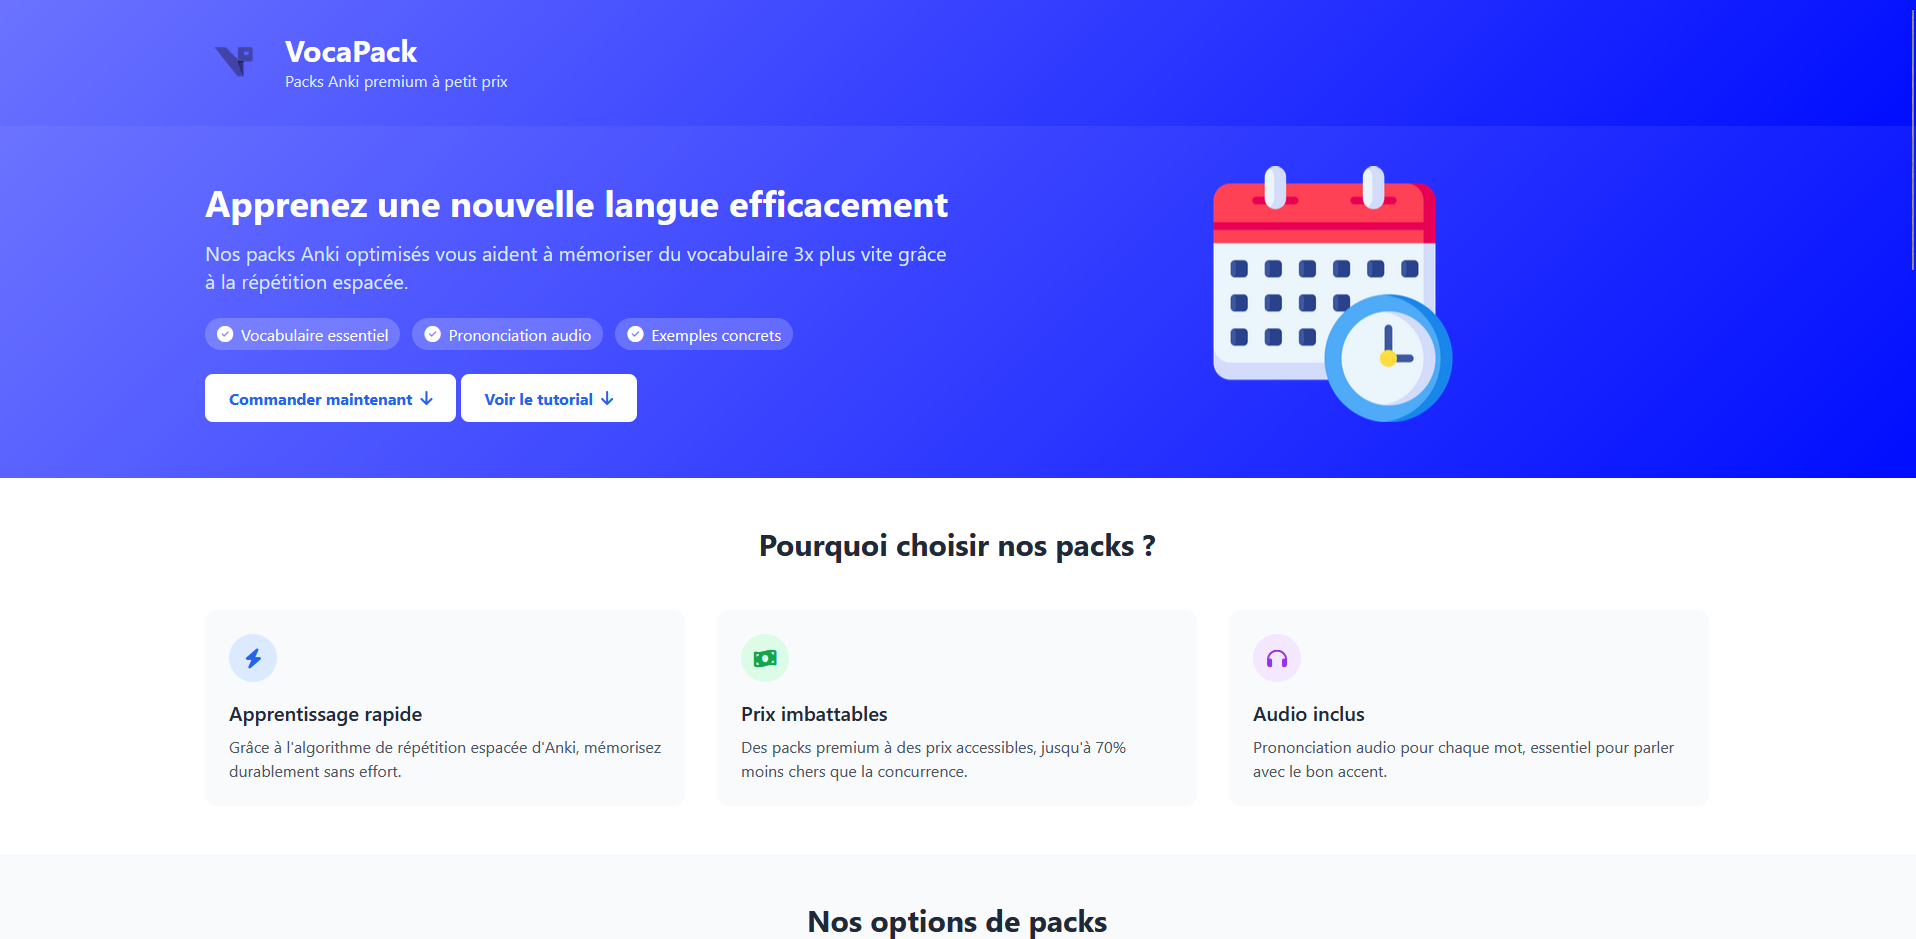 VocaPack
Packs Anki premium à petit prix
Apprenez une nouvelle langue efficacement
Nos packs Anki optimisés vous aident à mémoriser du vocabulaire 3x plus vite grâce
à la répétition espacée.
Vocabulaire essentiel
Prononciation audio
Exemples concrets
Commander maintenant
Voir le tutorial
Pourquoi choisir nos packs ?
Apprentissage rapide
Grâce à l'algorithme de répétition espacée d'Anki, mémorisez
durablement sans effort.
Prix imbattables
Des packs premium à des prix accessibles, jusqu'à 70%
moins chers que la concurrence.
Audio inclus
Prononciation audio pour chaque mot, essentiel pour parler
avec le bon accent.
Nos options de packs